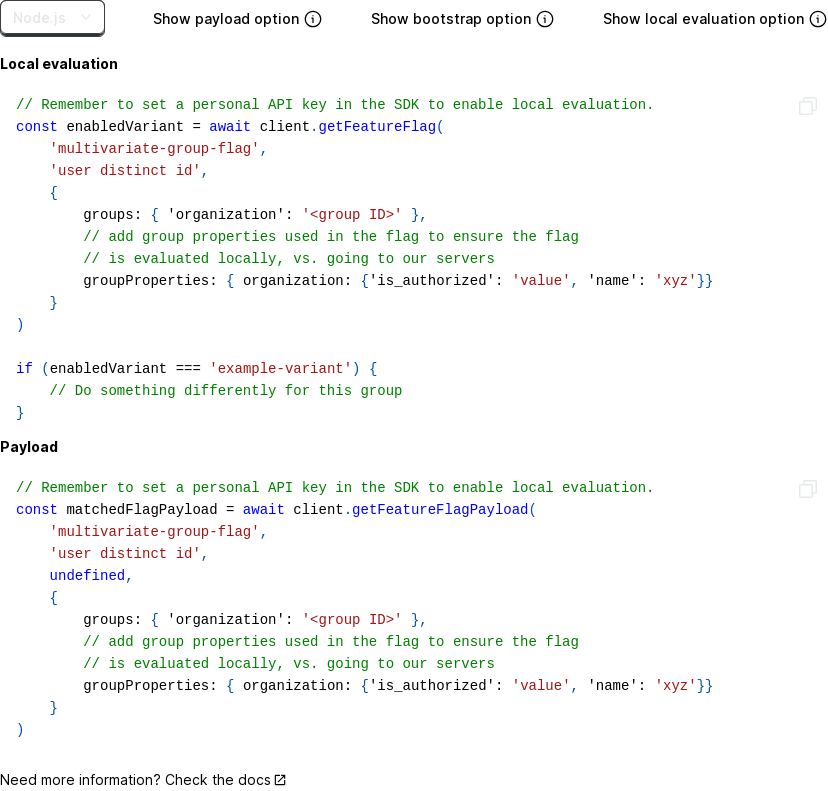 Node.js
Show payload option
Show bootstrap option
Show local evaluation option
Local evaluation
// Remember to set a personal API key in the SDK to enable local evaluation.
const enabledVariant = await client.getFeatureFlag(
    'multivariate-group-flag',
    'user distinct id',
    {
        groups: { 'organization': '<group ID>' },
        // add group properties used in the flag to ensure the flag
        // is evaluated locally, vs. going to our servers
        groupProperties: { organization: {'is_authorized': 'value', 'name': 'xyz'}}
    }
)

if (enabledVariant === 'example-variant') {
    // Do something differently for this group
}
Payload
// Remember to set a personal API key in the SDK to enable local evaluation.
const matchedFlagPayload = await client.getFeatureFlagPayload(
    'multivariate-group-flag',
    'user distinct id',
    undefined,
    {
        groups: { 'organization': '<group ID>' },
        // add group properties used in the flag to ensure the flag
        // is evaluated locally, vs. going to our servers
        groupProperties: { organization: {'is_authorized': 'value', 'name': 'xyz'}}
    }
)
Need more information? Check the docs